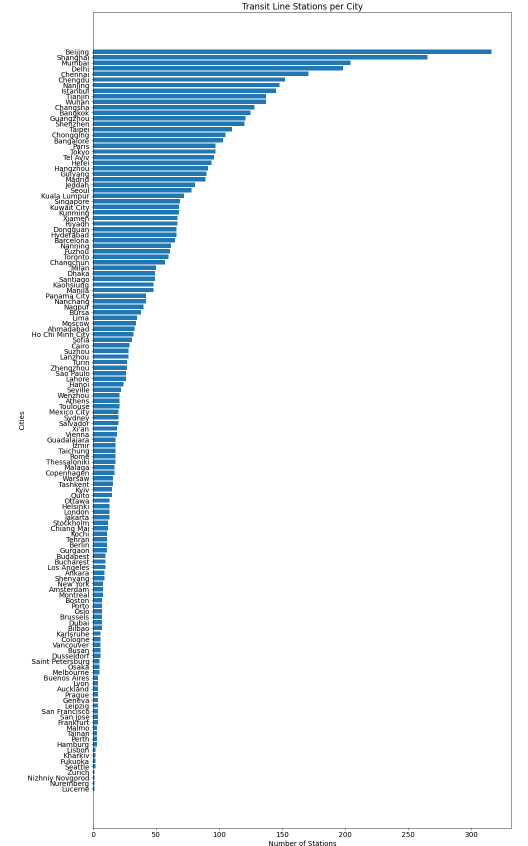 Transit Line Stations per City
Beijing
Shanghai
Mumbai
Delhi
Chennai
Chengdu
Nanjing
Istanbul
Tianjin
Wuhan
Changsha
Bangkok
Guangzhou
Shenzhen
Taipei
Chongqing
Bangalore
Paris
Tokyo
Tel Aviv
Hefei
Hangzhou
Guiyang
Madrid
Jeddah
Seoul
Kuala Lumpur
Singapore
Kuwait City
Kunming
Xiamen
Riyadh
Dongguan
Hyderabad
Barcelona
Nanning
Fuzhou
Toronto
Changchun
Milan
Dhaka
Santiago
Kaohsiung
Manila
Panama City
Nanchang
Nagpur
Bursa
Lima
Moscow
Ahmadabad
Ho Chi Minh City
Sofia
Cairo
Suzhou
Lanzhou
Turin
Zhengzhou
Sao Paulo
Lahore
Hanoi
Seville
Wenzhou
Athens
Toulouse
Mexico City
Sydney
Salvador
Xi'an
Vienna
Guadalajara
Izmir
Taichung
Rome
Thessaloniki
Malaga
Copenhagen
Warsaw
Tashkent
Kyiv
Quito
Ottawa
Helsinki
London
Jakarta
Stockholm
Chiang Mai
Kochi
Tehran
Berlin
Gurgaon
Budapest
Bucharest
Los Angeles
Ankara
Shenyang
New York
Amsterdam
Montreal
Boston
Porto
Oslo
Brussels
Dubai
Bilbao
Karlsruhe
Cologne
Vancouver
Busan
Dusseldorf
Saint Petersburg
Osaka
Melbourne
Buenos Aires
Lyon
Auckland
Prague
Geneva
Leipzig
San Francisco
San Jose
Frankfurt
Malmo
Tainan
Perth
Hamburg
Lisbon
Kharkiv
Fukuoka
Seattle
Zurich
Nizhniy Novgorod
Nuremberg
Lucerne
Cities
0 50 100 150 200 250 300
Number of Stations